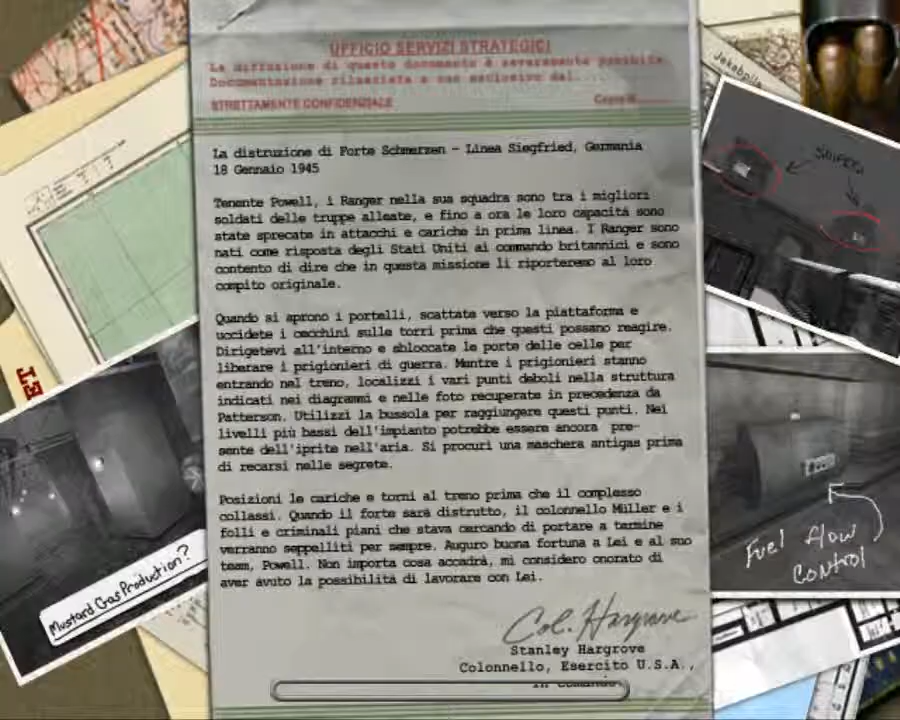 UFFICIO SERVIZI STRATEGICI
La diffusione di questo documento è severamente punibile.
Documentazione rilasciata a uso esclusivo del...
STRETTAMENTE CONFIDENZIALE
Copia N.
La distruzione di Forte Schmerzen - Linea Siegfried, Germania
18 Gennaio 1945
Tenente Powell, i Ranger nella sua squadra sono tra i migliori
soldati delle truppe alleate, e fino a ora le loro capacità sono
state sprecate in attacchi e cariche in prima linea. I Ranger sono
nati come risposta degli Stati Uniti ai commando britannici e sono
contento di dire che in questa missione li riporteremo al loro
compito originale.
Quando si aprono i portelli, scattate verso la piattaforma e
uccidete i cecchini sulle torri prima che questi possano reagire.
Dirigetevi all'interno e sbloccate le porte delle celle per
liberare i prigionieri di guerra. Mentre i prigionieri stanno
entrando nel treno, localizzi i vari punti deboli nella struttura
indicati nei diagrammi e nelle foto recuperate in precedenza da
Patterson. Utilizzi la bussola per raggiungere questi punti. Nei
livelli più bassi dell'impianto potrebbe essere ancora pre-
sente dell'iprite nell'aria. Si procuri una maschera antigas prima
di recarsi nelle segrete.
Posizioni le cariche e torni al treno prima che il complesso
collassi. Quando il forte sarà distrutto, il colonnello Müller e i
folli e criminali piani che stava cercando di portare a termine
verranno seppelliti per sempre. Auguro buona fortuna a Lei e al suo
team, Powell. Non importa cosa accadrà, mi considero onorato di
aver avuto la possibilità di lavorare con Lei.
Col. Hargrove
Stanley Hargrove
Colonnello, Esercito U.S.A.,
In Comando
Mustard Gas Production?
SNIPERS
Fuel flow
control